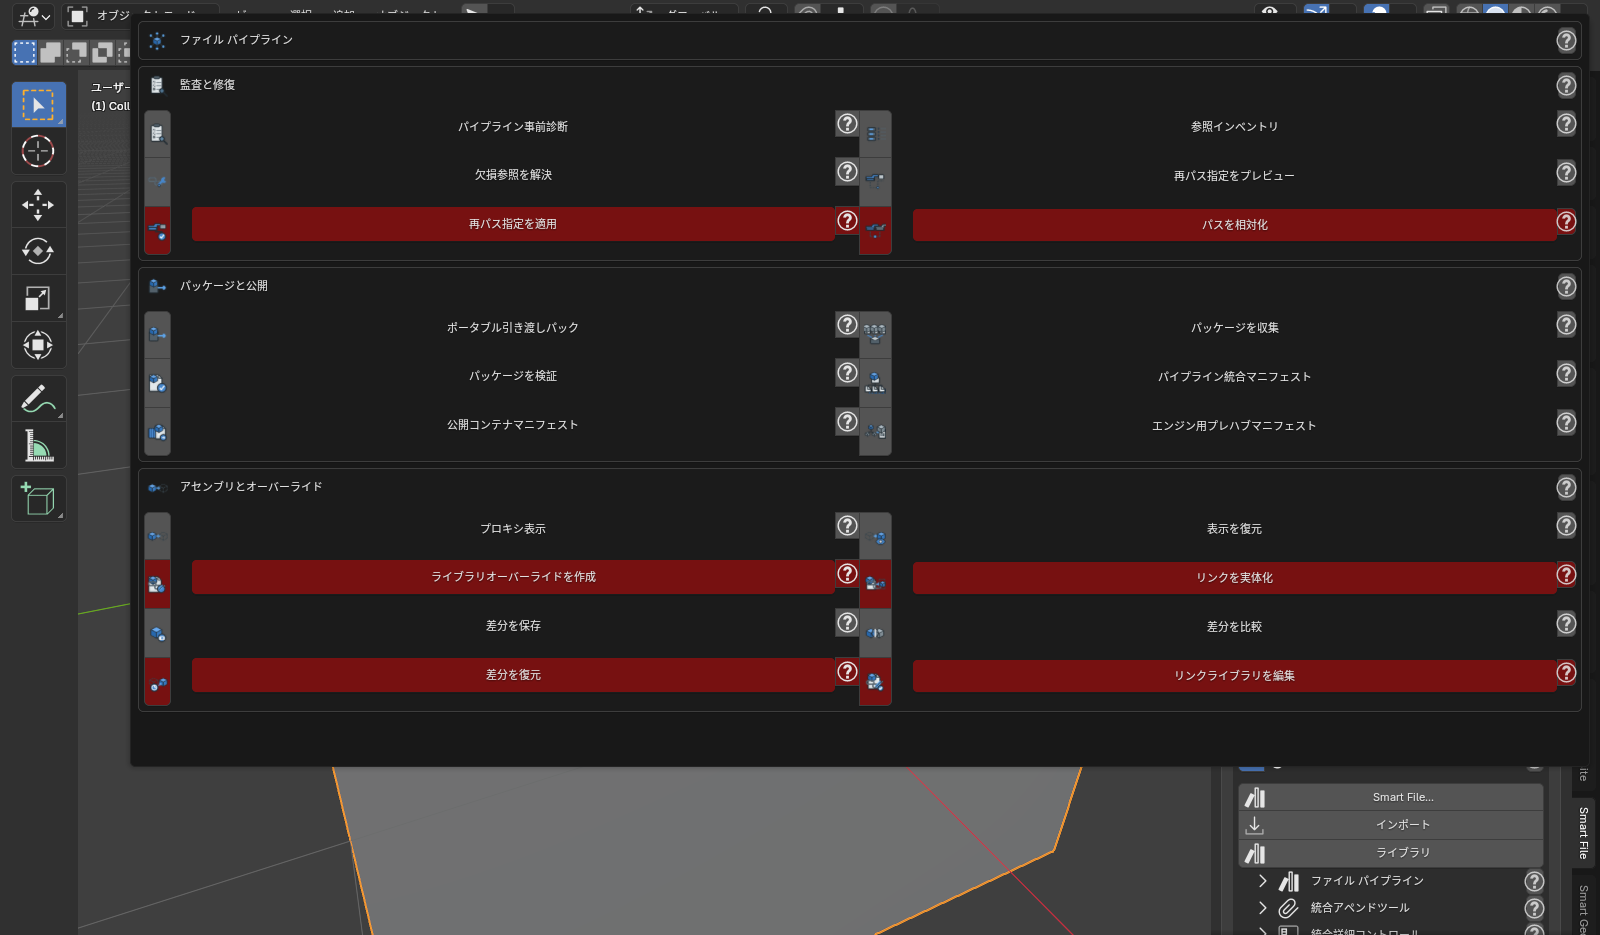 ファイル パイプライン
監査と修復
ユーザー
(1) Coll
パイプライン事前診断
参照インベントリ
欠損参照を解決
再パス指定をプレビュー
再パス指定を適用
パスを相対化
パッケージと公開
ポータブル引き渡しパック
パッケージを収集
パッケージを検証
パイプライン統合マニフェスト
公開コンテナマニフェスト
エンジン用プレハブマニフェスト
アセンブリとオーバーライド
プロキシ表示
表示を復元
ライブラリオーバーライドを作成
リンクを実体化
差分を保存
差分を比較
差分を復元
リンクライブラリを編集
Smart File...
インポート
ライブラリ
ファイル パイプライン
統合アペンドツール
統合詳細コントロール
Smart File
Smart Ge